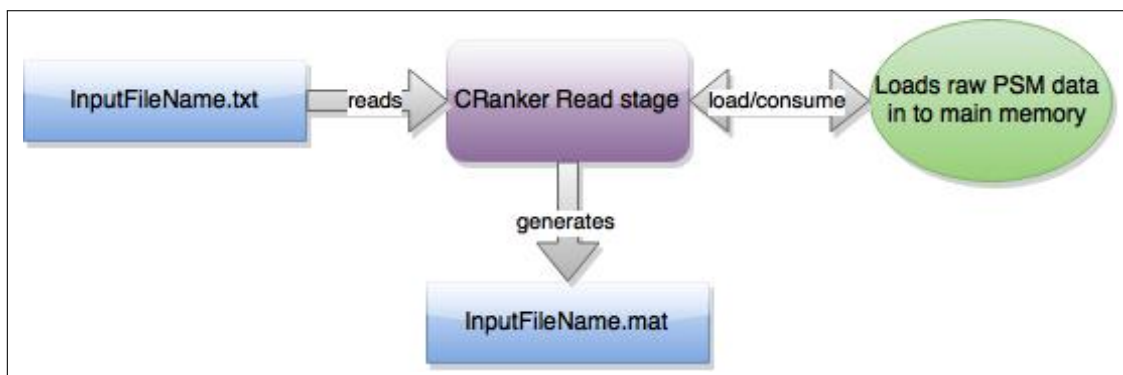 InputFileName.txt
reads
CRanker Read stage
load/consume
Loads raw PSM data
in to main memory
generates
InputFileName.mat